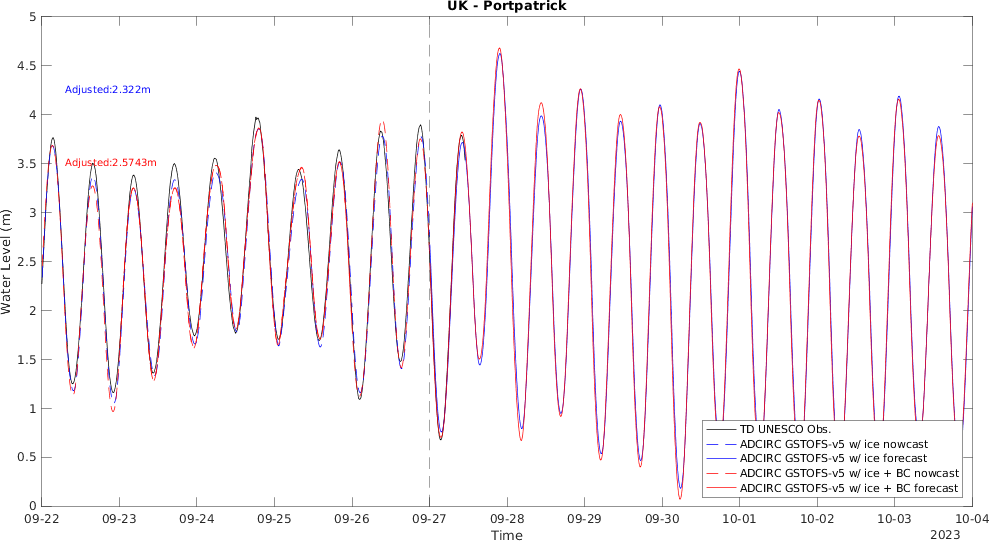 UK - Portpatrick
5
4.5
4
3.5
3
2.5
2
1.5
1
0.5
0
Water Level (m)
Adjusted:2.322m
Adjusted:2.5743m
TD UNESCO Obs.
ADCIRC GSTOFS-v5 w/ ice nowcast
ADCIRC GSTOFS-v5 w/ ice forecast
ADCIRC GSTOFS-v5 w/ ice + BC nowcast
ADCIRC GSTOFS-v5 w/ ice + BC forecast
09-22 09-23 09-24 09-25 09-26 09-27 09-28 09-29 09-30 10-01 10-02 10-03 10-04
Time
2023